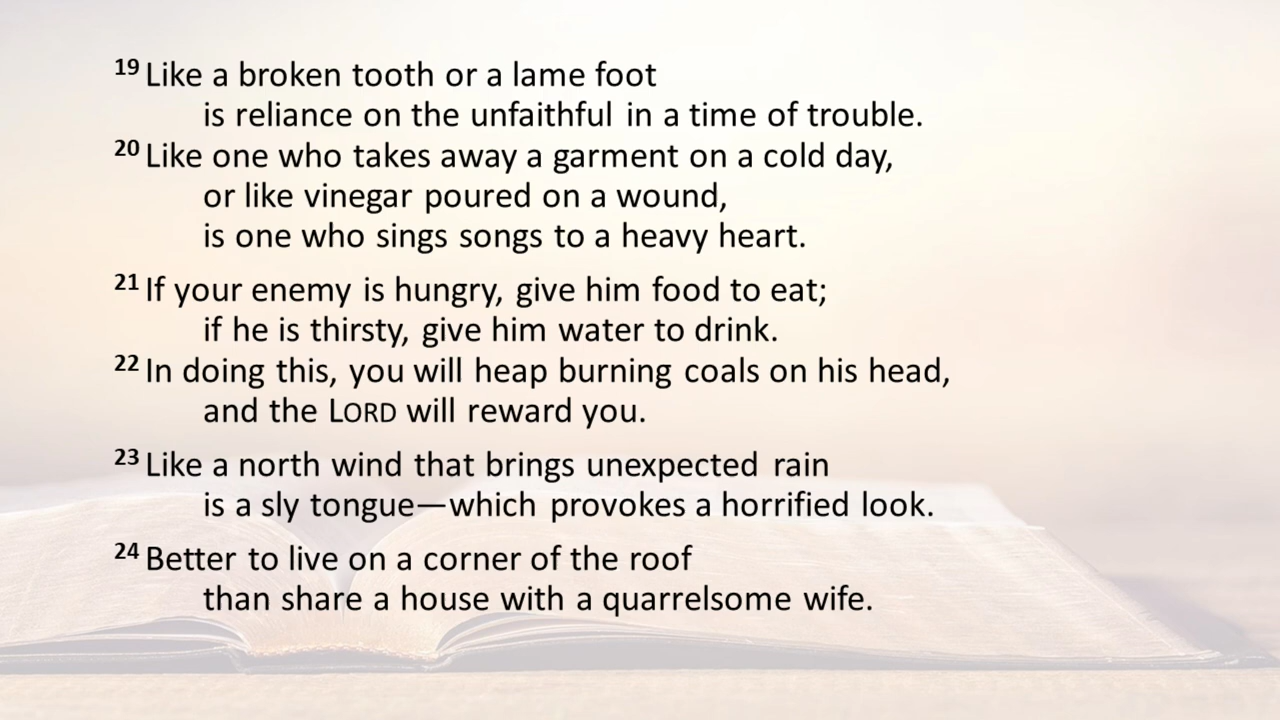 19 Like a broken tooth or a lame foot
is reliance on the unfaithful in a time of trouble.
20 Like one who takes away a garment on a cold day,
or like vinegar poured on a wound,
is one who sings songs to a heavy heart.
21 If your enemy is hungry, give him food to eat;
if he is thirsty, give him water to drink.
22 In doing this, you will heap burning coals on his head,
and the LORD will reward you.
23 Like a north wind that brings unexpected rain
is a sly tongue—which provokes a horrified look.
24 Better to live on a corner of the roof
than share a house with a quarrelsome wife.